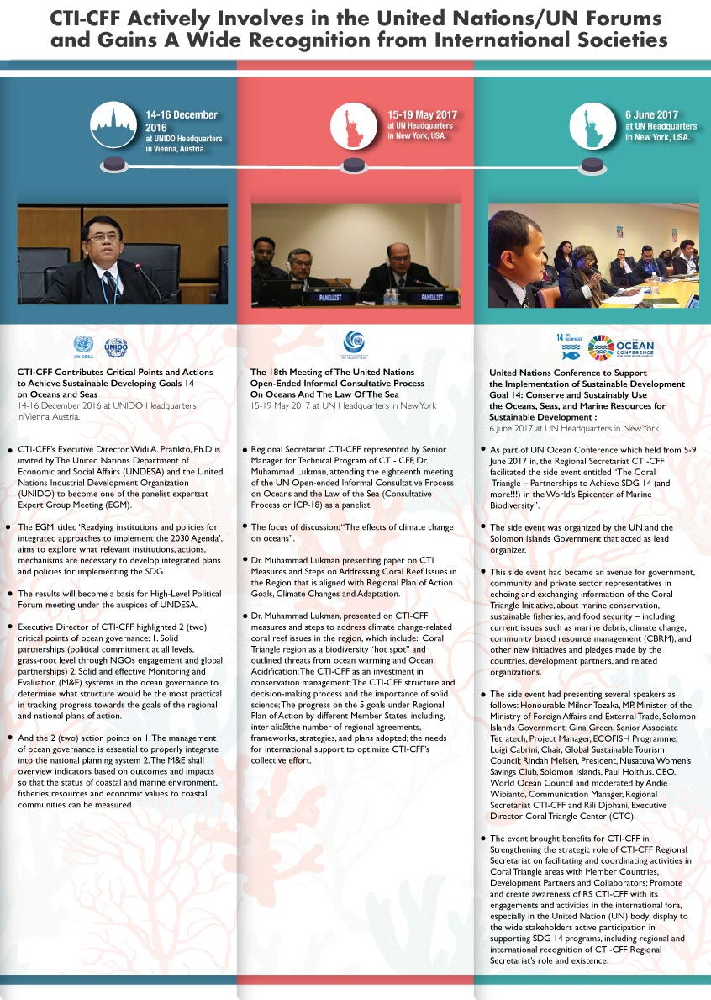 CTI-CFF Actively Involves in the United Nations/UN Forums
and Gains A Wide Recognition from International Societies
14-16 December
2016
at UNIDO Headquarters
in Vienna, Austria.
15-19 May 2017
at UN Headquarters
in New York, USA.
6 June 2017
at UN Headquarters
in New York, USA.
PANELLIST
PANELLIST
UN-DESA
UNIDO
CTI-CFF Contributes Critical Points and Actions
to Achieve Sustainable Developing Goals 14
on Oceans and Seas
14-16 December 2016 at UNIDO Headquarters
in Vienna, Austria.
• CTI-CFF's Executive Director, Widi A. Pratikto, Ph.D is
invited by The United Nations Department of
Economic and Social Affairs (UNDESA) and the United
Nations Industrial Development Organization
(UNIDO) to become one of the panelist expertsat
Expert Group Meeting (EGM).
• The EGM, titled 'Readying institutions and policies for
integrated approaches to implement the 2030 Agenda',
aims to explore what relevant institutions, actions,
mechanisms are necessary to develop integrated plans
and policies for implementing the SDG.
• The results will become a basis for High-Level Political
Forum meeting under the auspices of UNDESA.
• Executive Director of CTI-CFF highlighted 2 (two)
critical points of ocean governance: 1. Solid
partnerships (political commitment at all levels,
grass-root level through NGOs engagement and global
partnerships) 2. Solid and effective Monitoring and
Evaluation (M&E) systems in the ocean governance to
determine what structure would be the most practical
in tracking progress towards the goals of the regional
and national plans of action.
• And the 2 (two) action points on 1. The management
of ocean governance is essential to properly integrate
into the national planning system 2. The M&E shall
overview indicators based on outcomes and impacts
so that the status of coastal and marine environment,
fisheries resources and economic values to coastal
communities can be measured.
The 18th Meeting of The United Nations
Open-Ended Informal Consultative Process
On Oceans And The Law Of The Sea
15-19 May 2017 at UN Headquarters in New York
• Regional Secretariat CTI-CFF represented by Senior
Manager for Technical Program of CTI- CFF, Dr.
Muhammad Lukman, attending the eighteenth meeting
of the UN Open-ended Informal Consultative Process
on Oceans and the Law of the Sea (Consultative
Process or ICP-18) as a panelist.
• The focus of discussion: "The effects of climate change
on oceans".
• Dr. Muhammad Lukman presenting paper on CTI
Measures and Steps on Addressing Coral Reef Issues in
the Region that is aligned with Regional Plan of Action
Goals, Climate Changes and Adaptation.
• Dr. Muhammad Lukman, presented on CTI-CFF
measures and steps to address climate change-related
coral reef issues in the region, which include: Coral
Triangle region as a biodiversity "hot spot" and
outlined threats from ocean warming and Ocean
Acidification; The CTI-CFF as an investment in
conservation management; The CTI-CFF structure and
decision-making process and the importance of solid
science; The progress on the 5 goals under Regional
Plan of Action by different Member States, including,
inter alia the number of regional agreements,
frameworks, strategies, and plans adopted; the needs
for international support to optimize CTI-CFF's
collective effort.
14 LIFE
BELOW WATER
THE
OCEAN
CONFERENCE
United Nations Conference to Support
the Implementation of Sustainable Development
Goal 14: Conserve and Sustainably Use
the Oceans, Seas, and Marine Resources for
Sustainable Development :
6 June 2017 at UN Headquarters in New York
• As part of UN Ocean Conference which held from 5-9
June 2017 in, the Regional Secretariat CTI-CFF
facilitated the side event entitled "The Coral
Triangle – Partnerships to Achieve SDG 14 (and
more!!!) in the World's Epicenter of Marine
Biodiversity".
• The side event was organized by the UN and the
Solomon Islands Government that acted as lead
organizer.
• This side event had became an avenue for government,
community and private sector representatives in
echoing and exchanging information of the Coral
Triangle Initiative, about marine conservation,
sustainable fisheries, and food security – including
current issues such as marine debris, climate change,
community based resource management (CBRM), and
other new initiatives and pledges made by the
countries, development partners, and related
organizations.
• The side event had presenting several speakers as
follows: Honourable Milner Tozaka, MP. Minister of the
Ministry of Foreign Affairs and External Trade, Solomon
Islands Government; Gina Green, Senior Associate
Tetratech, Project Manager, ECOFISH Programme;
Luigi Cabrini, Chair, Global Sustainable Tourism
Council; Rindah Melsen, President, Nusatuva Women's
Savings Club, Solomon Islands, Paul Holthus, CEO,
World Ocean Council and moderated by Andie
Wibianto, Communication Manager, Regional
Secretariat CTI-CFF and Rili Djohani, Executive
Director Coral Triangle Center (CTC).
• The event brought benefits for CTI-CFF in
Strengthening the strategic role of CTI-CFF Regional
Secretariat on facilitating and coordinating activities in
Coral Triangle areas with Member Countries,
Development Partners and Collaborators; Promote
and create awareness of RS CTI-CFF with its
engagements and activities in the international fora,
especially in the United Nation (UN) body; display to
the wide stakeholders active participation in
supporting SDG 14 programs, including regional and
international recognition of CTI-CFF Regional
Secretariat's role and existence.